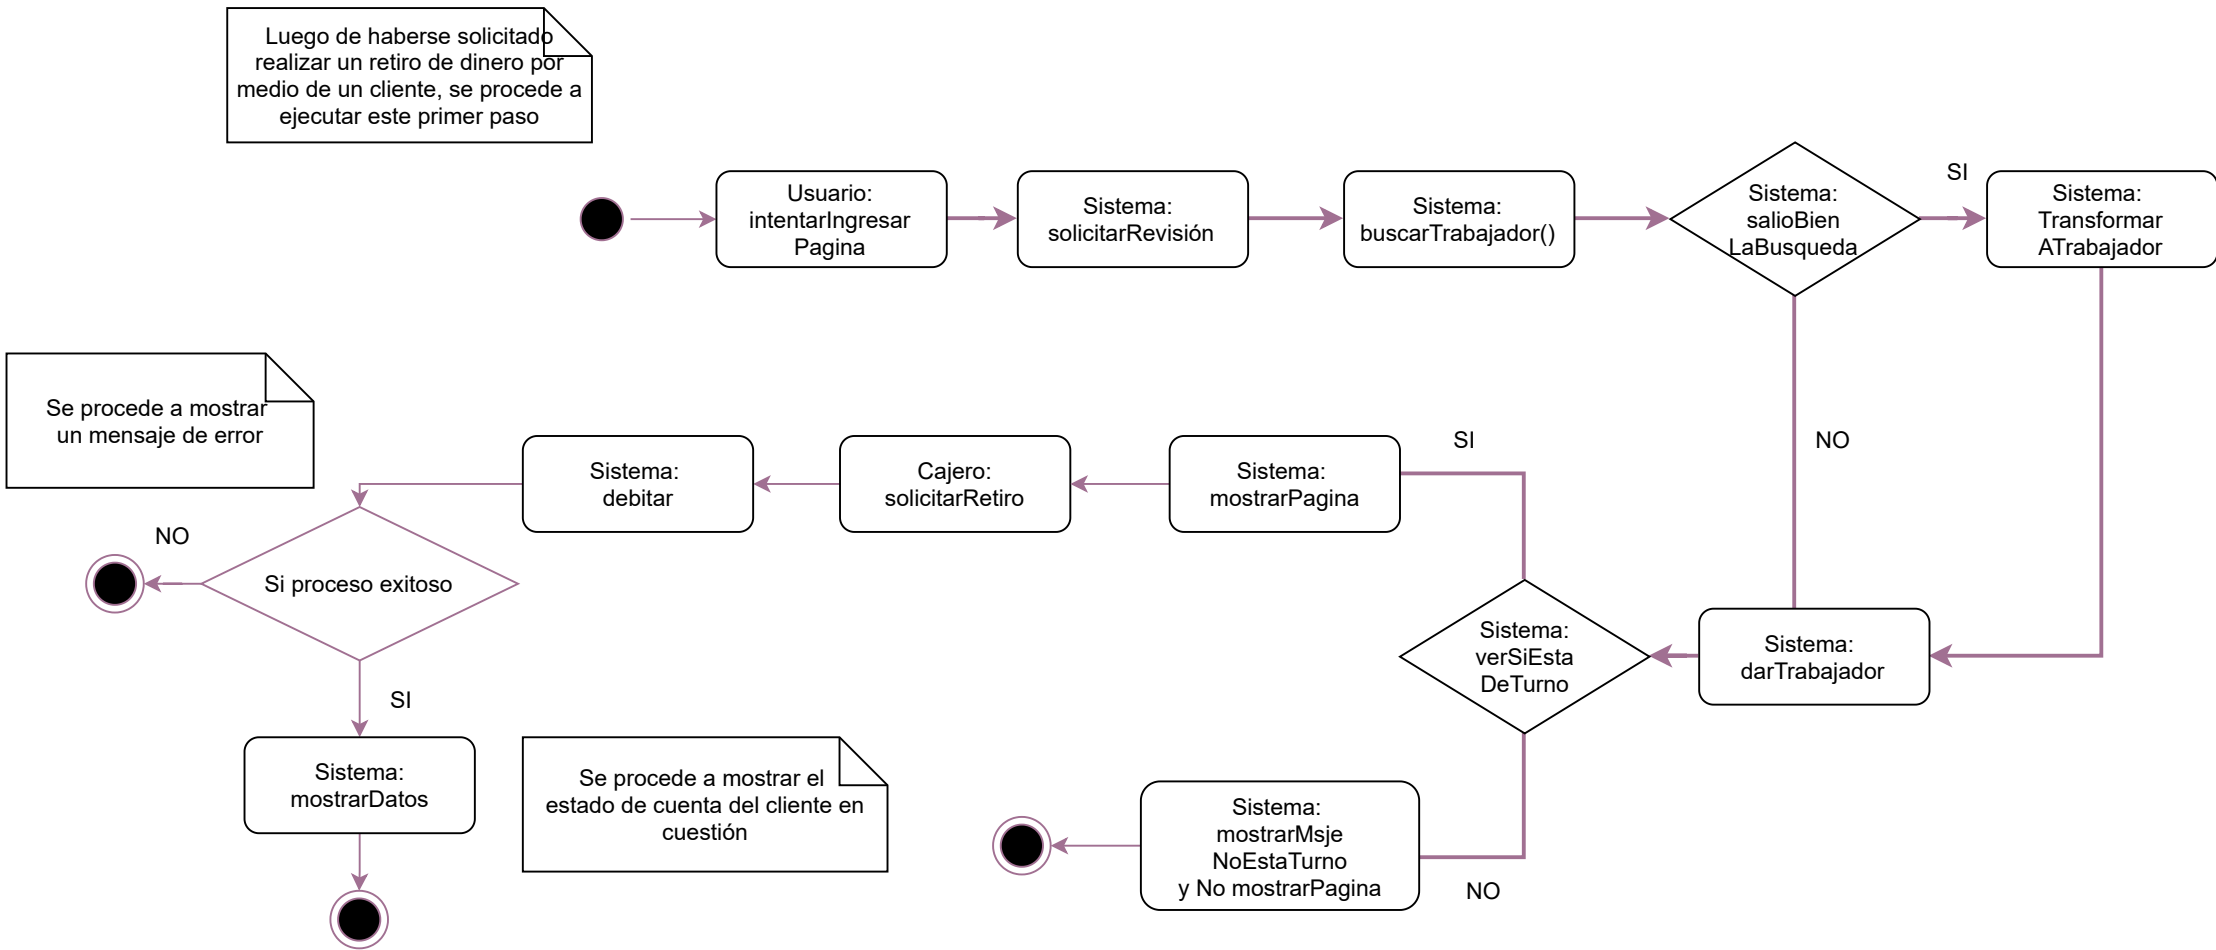 Luego de haberse solicitado
realizar un retiro de dinero por
medio de un cliente, se procede a
ejecutar este primer paso
Usuario:
intentarIngresar
Pagina
Sistema:
solicitarRevisión
Sistema:
buscarTrabajador()
Sistema:
salioBien
LaBusqueda
SI
Sistema:
Transformar
ATrabajador
NO
Se procede a mostrar
un mensaje de error
Sistema:
debitar
Cajero:
solicitarRetiro
Sistema:
mostrarPagina
SI
NO
Si proceso exitoso
Sistema:
verSiEsta
DeTurno
Sistema:
darTrabajador
SI
Sistema:
mostrarDatos
Se procede a mostrar el
estado de cuenta del cliente en
cuestión
Sistema:
mostrarMsje
NoEstaTurno
y No mostrarPagina
NO